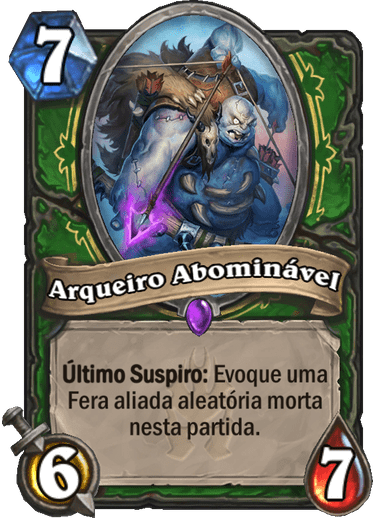 7
Arqueiro Abominável
Último Suspiro: Evoque uma
Fera aliada aleatória morta
nesta partida.
6
7